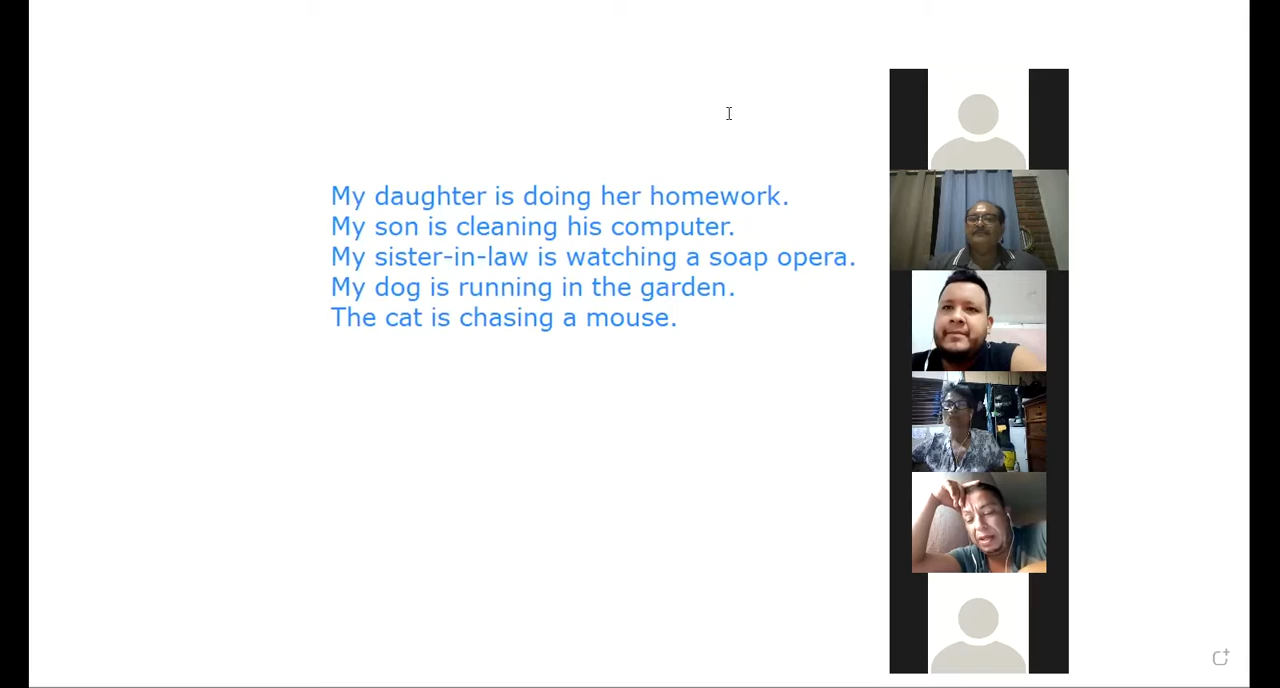 My daughter is doing her homework.
My son is cleaning his computer.
My sister-in-law is watching a soap opera.
My dog is running in the garden.
The cat is chasing a mouse.